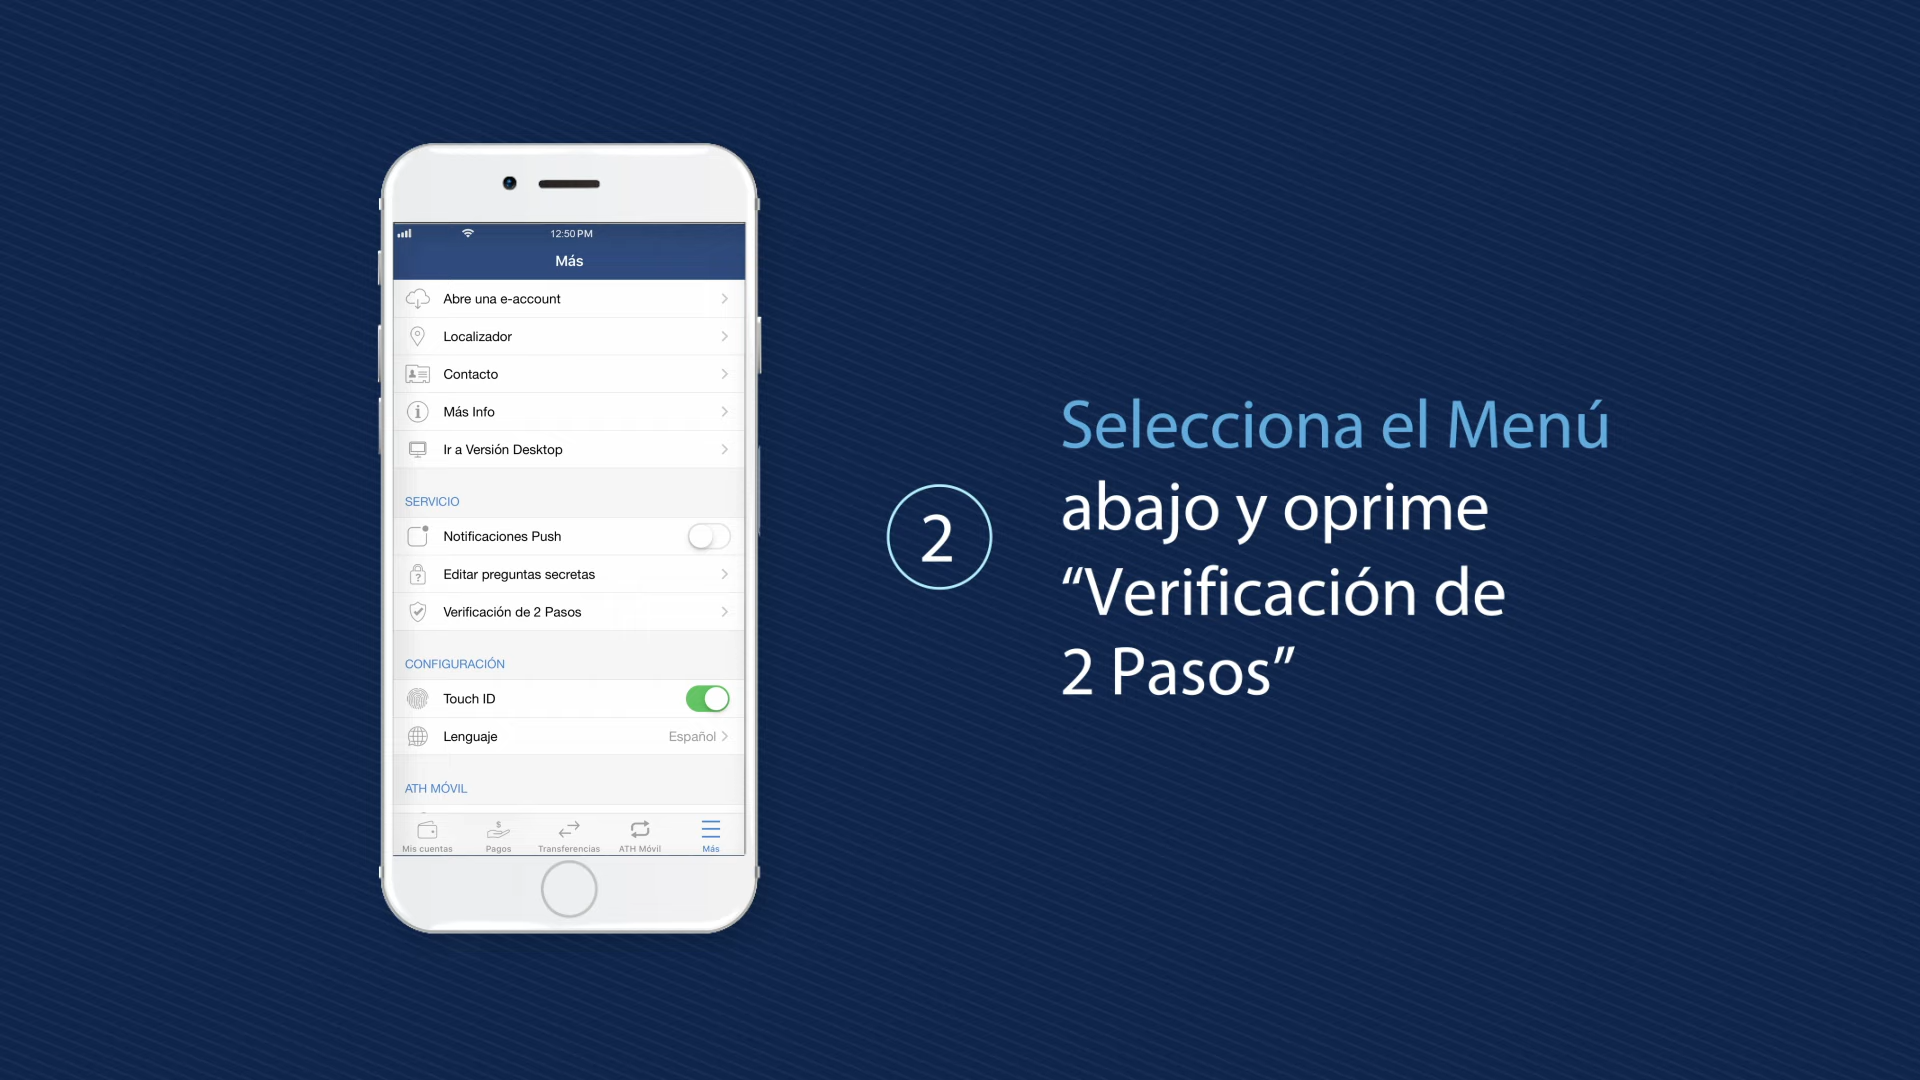 12:50 PM
Más
Abre una e-account
Localizador
Contacto
Más Info
Ir a Versión Desktop
SERVICIO
Notificaciones Push
Editar preguntas secretas
Verificación de 2 Pasos
CONFIGURACIÓN
Touch ID
Lenguaje Español
ATH MÓVIL
Mis cuentas Pagos Transferencias ATH Móvil Más
2
Selecciona el Menú
abajo y oprime
“Verificación de
2 Pasos”